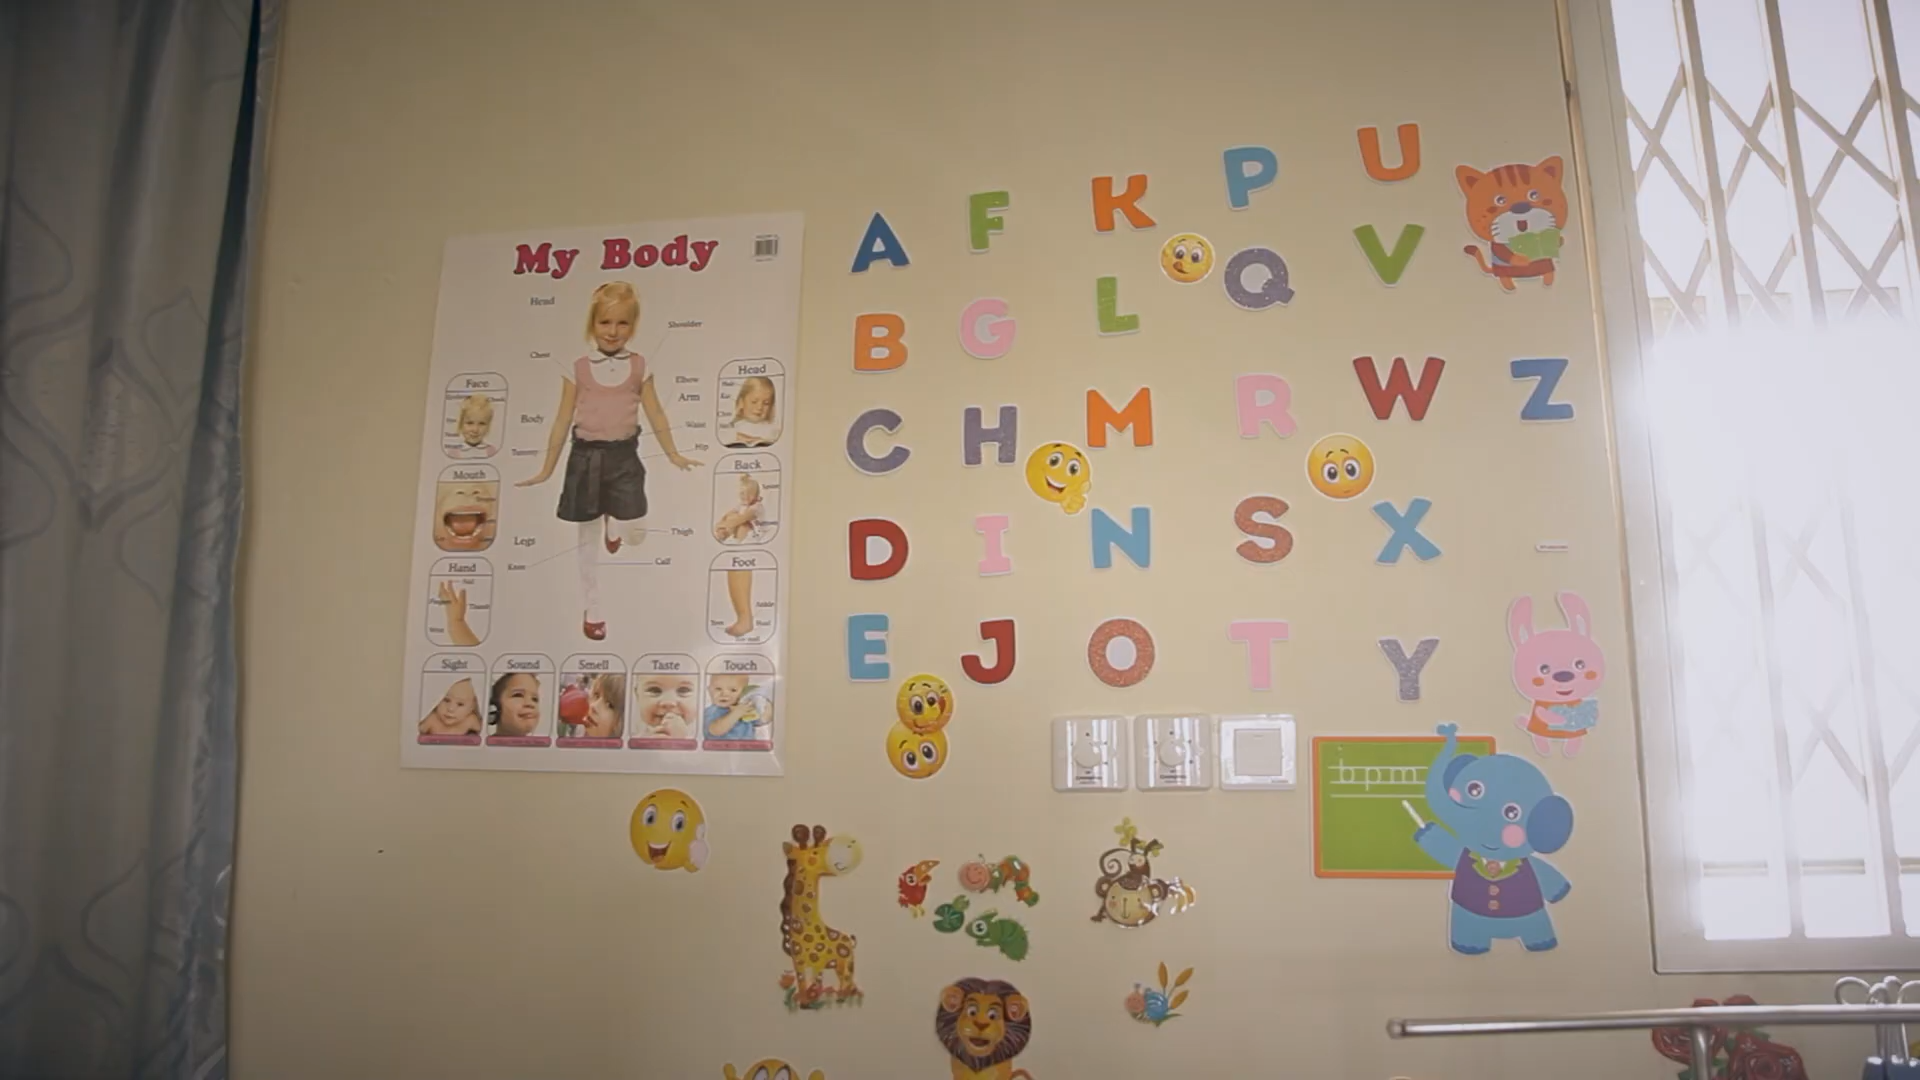 My Body
Head
Shoulder
Chest
Elbow
Arm
Body
Waist
Hip
Tummy
Legs
Thigh
Knee
Calf
Face
Mouth
Hand
Head
Back
Foot
Sight Sound Smell Taste Touch
A F K P U
B G L Q V
C H M R W Z
D I N S X
E J O T Y
bpm